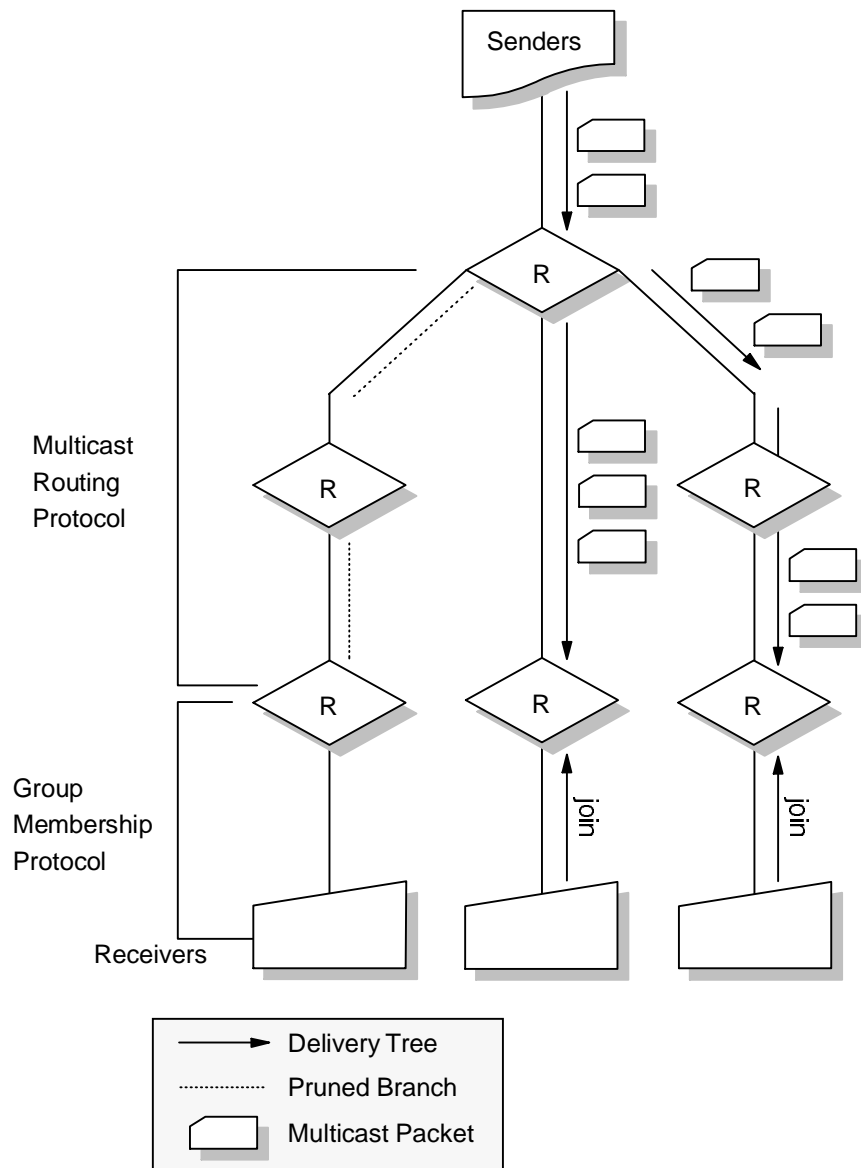 Senders
R
Multicast
Routing
Protocol
R
R
R
R
R
Group
Membership
Protocol
join
join
Receivers
Delivery Tree
Pruned Branch
Multicast Packet